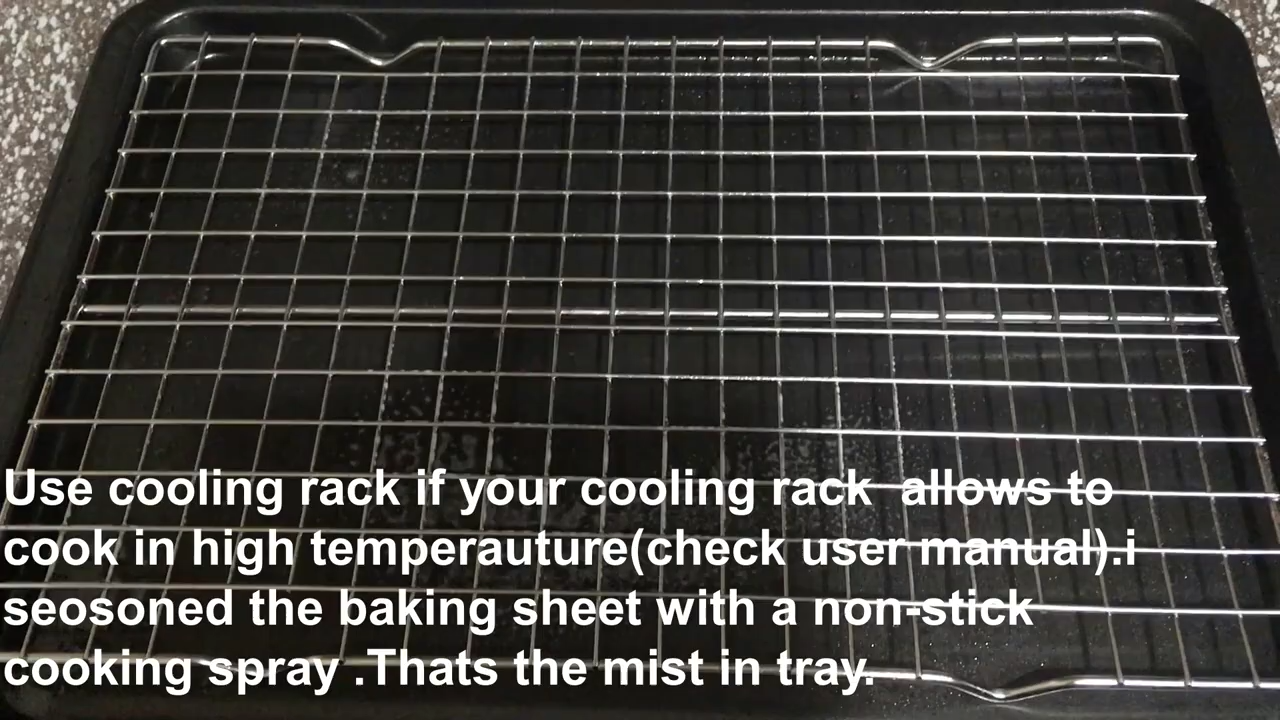 Use cooling rack if your cooling rack  allows to
cook in high temperauture(check user manual).i
seosoned the baking sheet with a non-stick
cooking spray .Thats the mist in tray.